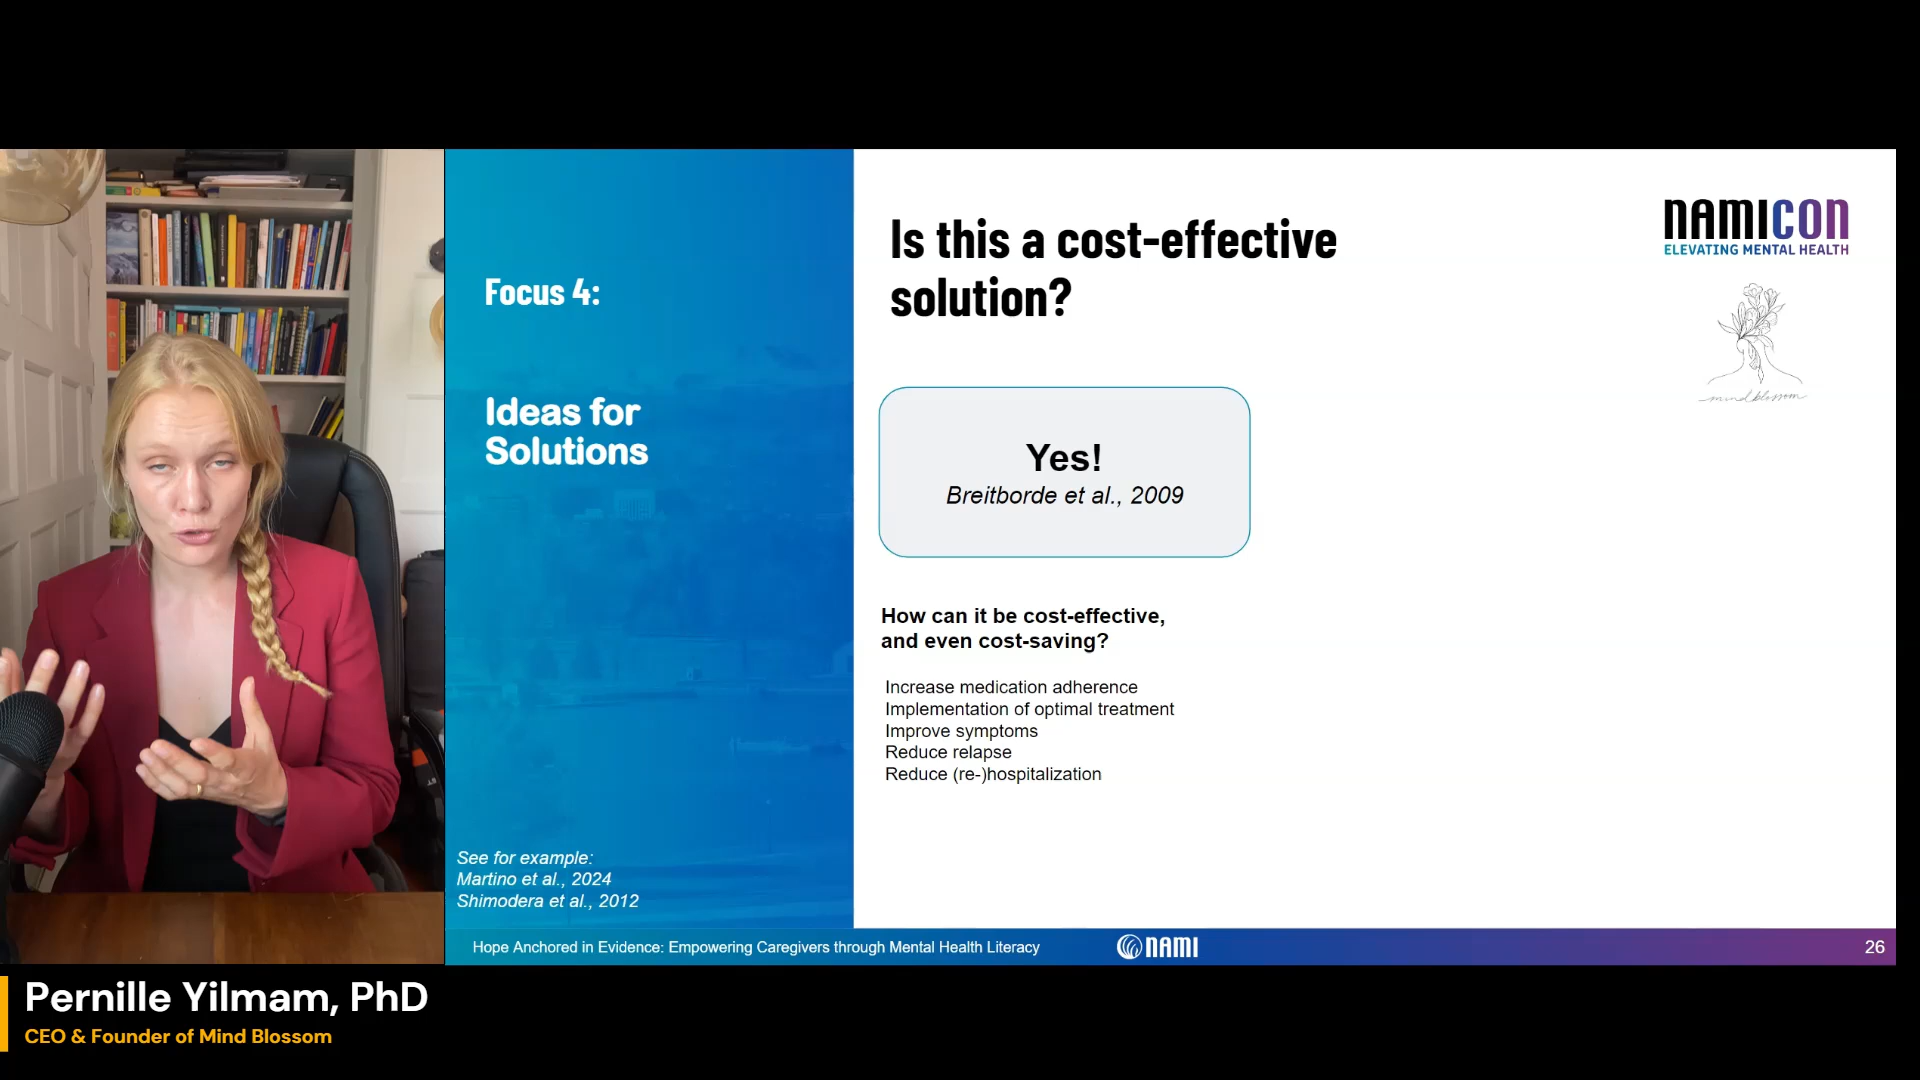 Focus 4:
Ideas for
Solutions
See for example:
Martino et al., 2024
Shimodera et al., 2012
Is this a cost-effective
solution?
NAMICON
ELEVATING MENTAL HEALTH
mind blossom
Yes!
Breitborde et al., 2009
How can it be cost-effective,
and even cost-saving?
Increase medication adherence
Implementation of optimal treatment
Improve symptoms
Reduce relapse
Reduce (re-)hospitalization
Hope Anchored in Evidence: Empowering Caregivers through Mental Health Literacy
NAMI
26
Pernille Yilmam, PhD
CEO & Founder of Mind Blossom